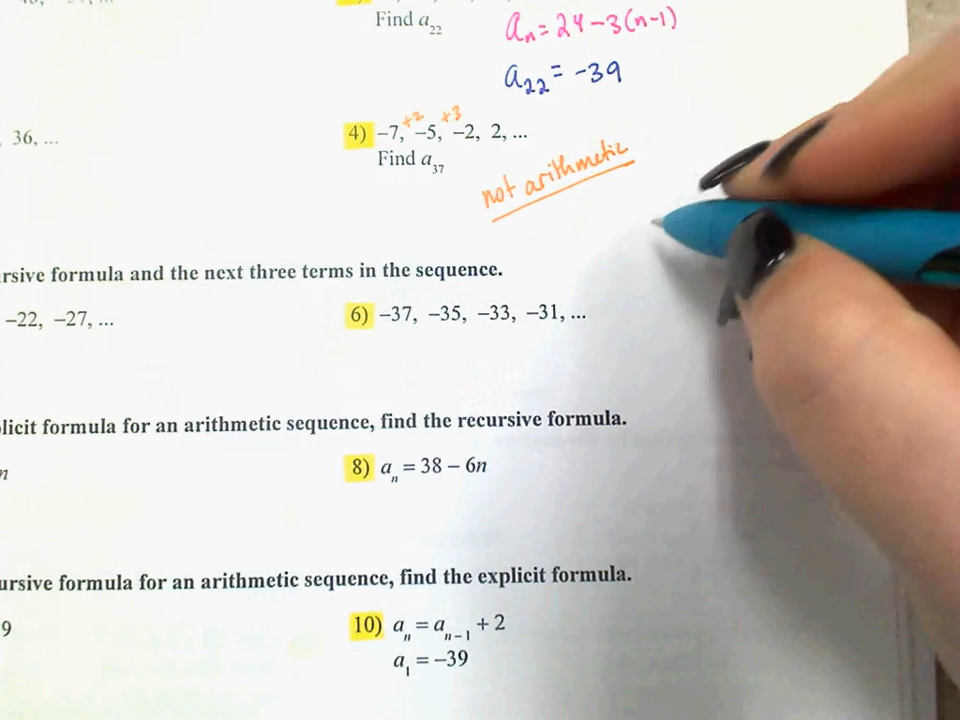 Find a22
an = 24 - 3(n-1)
a22 = -39
36, ...
+2 +3
4) –7, –5, –2, 2, ...
Find a37
not arithmetic
rsive formula and the next three terms in the sequence.
–22, –27, ...
6) –37, –35, –33, –31, ...
licit formula for an arithmetic sequence, find the recursive formula.
n
8) an = 38 – 6n
ursive formula for an arithmetic sequence, find the explicit formula.
9
10) an = an–1 + 2
a1 = –39